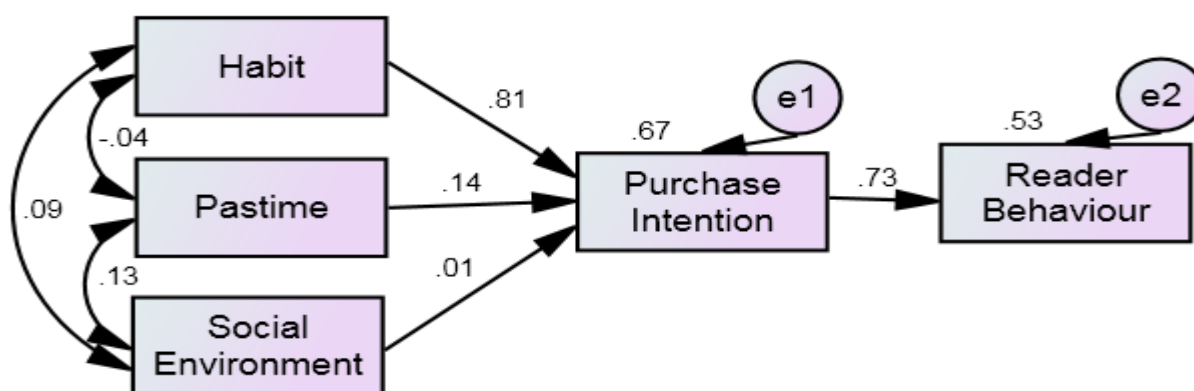 Habit
e1
e2
.81
.67
.53
-.04
Pastime
.14
Purchase
Intention
.73
Reader
Behaviour
.09
.13
.01
Social
Environment